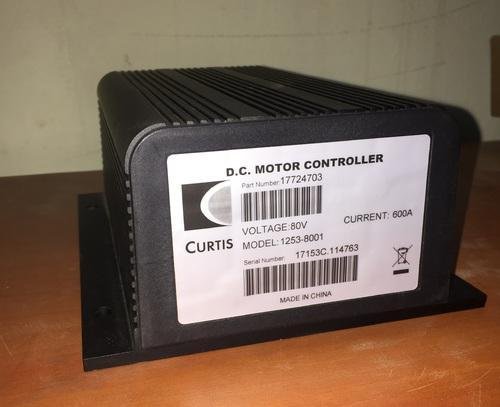 D.C. MOTOR CONTROLLER
Part Number: 17724703
VOLTAGE:80V
CURRENT: 600A
CURTIS
MODEL: 1253-8001
Serial Number: 17153C.114763
MADE IN CHINA